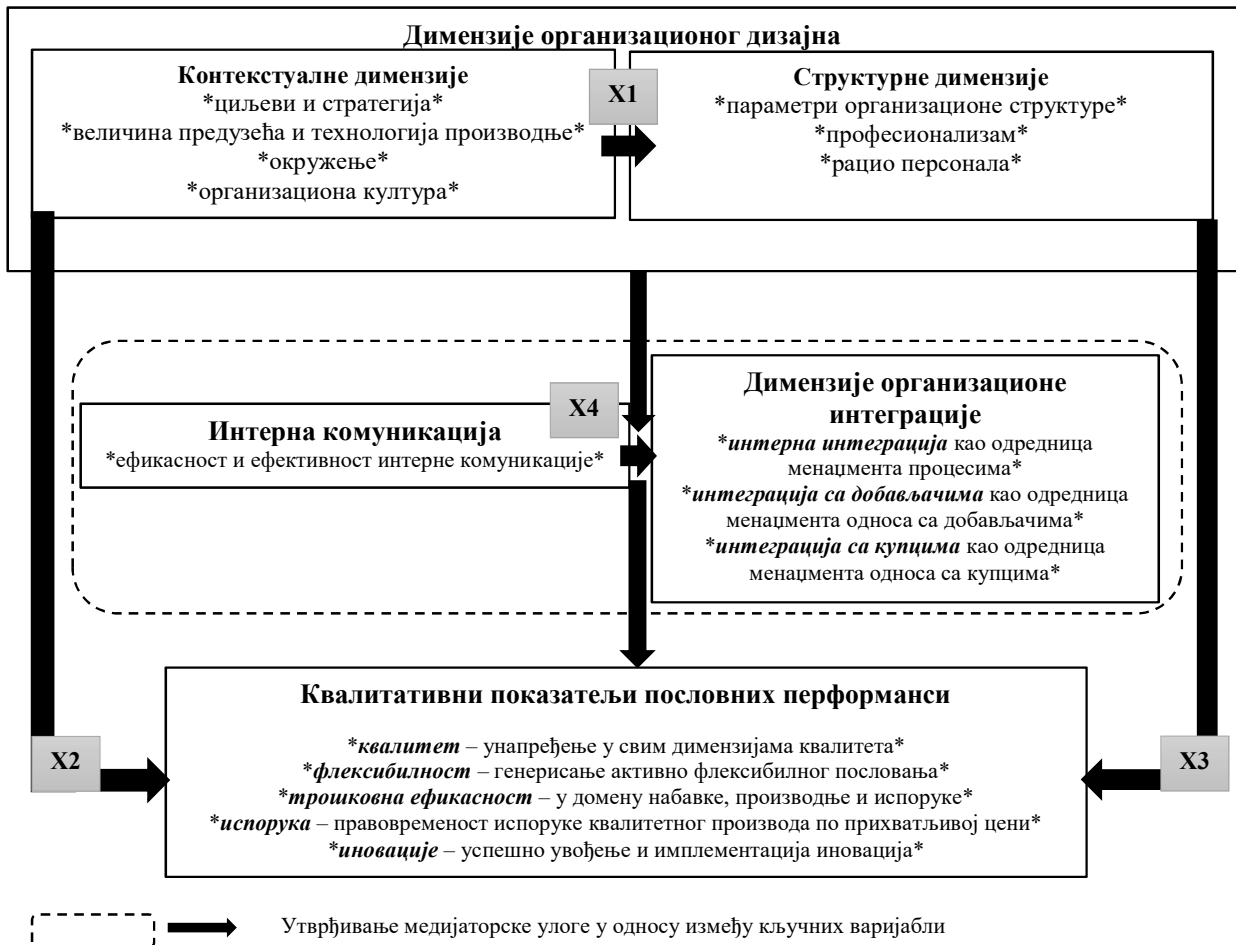 Димензије организационог дизајна
Контекстуалне димензије
*циљеви и стратегија*
*величина предузећа и технологија производње*
*окружење*
*организациона култура*
X1
Структурне димензије
*параметри организационе структуре*
*професионализам*
*рацио персонала*
X4
Интерна комуникација
*ефикасност и ефективност интерне комуникације*
Димензије организационе
интеграције
*интерна интеграција као одредница
менаџмента процесима*
*интеграција са добављачима као одредница
менаџмента односа са добављачима*
*интеграција са купцима као одредница
менаџмента односа са купцима*
X2
Квалитативни показатељи пословних перформанси
*квалитет – унапређење у свим димензијама квалитета*
*флексибилност – генерисање активно флексибилног пословања*
*трошковна ефикасност – у домену набавке, производње и испоруке*
*испорука – правовременост испоруке квалитетног производа по прихватљивој цени*
*иновације – успешно увођење и имплементација иновација*
X3
Утврђивање медијаторске улоге у односу између кључних варијабли